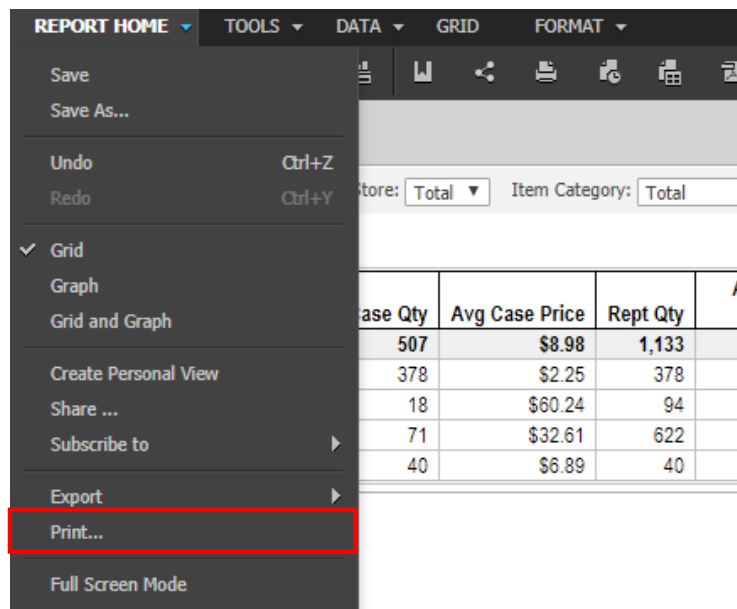 REPORT HOME TOOLS DATA GRID FORMAT
Save
Save As...
Undo Ctrl+Z
Redo Ctrl+Y
Grid
Graph
Grid and Graph
Create Personal View
Share ...
Subscribe to
Export
Print...
Full Screen Mode
Store: Total Item Category: Total
Case Qty Avg Case Price Rept Qty
507 $8.98 1,133
378 $2.25 378
18 $60.24 94
71 $32.61 622
40 $6.89 40